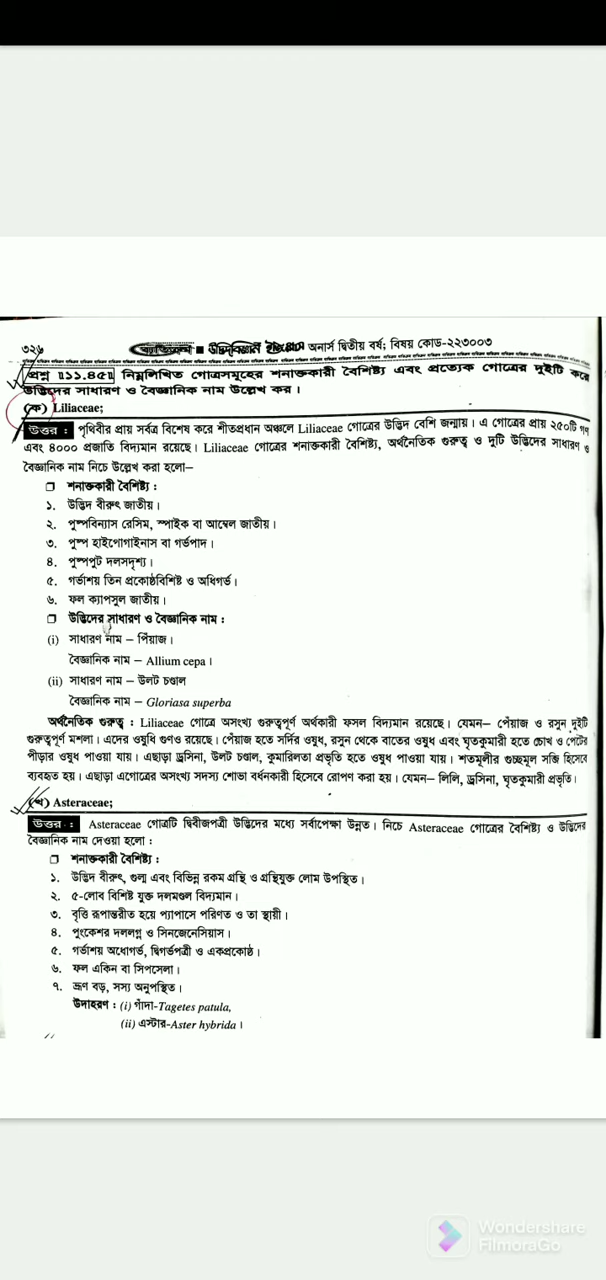 ৩২৬ ■ উদ্ভিদবিজ্ঞান অনার্স দ্বিতীয় বর্ষ; বিষয় কোড-২২৩০০৩
প্রশ্ন ॥১১.৪৫॥ নিম্নলিখিত গোত্রসমূহের শনাক্তকারী বৈশিষ্ট্য এবং প্রত্যেক গোত্রের দুইটি করে
উদ্ভিদের সাধারণ ও বৈজ্ঞানিক নাম উল্লেখ কর।
(ক) Liliaceae;
উত্তর : পৃথিবীর প্রায় সর্বত্র বিশেষ করে শীতপ্রধান অঞ্চলে Liliaceae গোত্রের উদ্ভিদ বেশি জন্মায়। এ গোত্রের প্রায় ২৫০টি গণ
এবং ৪০০০ প্রজাতি বিদ্যমান রয়েছে। Liliaceae গোত্রের শনাক্তকারী বৈশিষ্ট্য, অর্থনৈতিক গুরুত্ব ও দুটি উদ্ভিদের সাধারণ ও
বৈজ্ঞানিক নাম নিচে উল্লেখ করা হলো–
❑ শনাক্তকারী বৈশিষ্ট্য :
১. উদ্ভিদ বীরুৎ জাতীয়।
২. পুষ্পবিন্যাস রেসিম, স্পাইক বা আম্বেল জাতীয়।
৩. পুষ্প হাইপোগাইনাস বা গর্ভপাদ।
৪. পুষ্পপুট দলসদৃশ্য।
৫. গর্ভাশয় তিন প্রকোষ্ঠবিশিষ্ট ও অধিগর্ভ।
৬. ফল ক্যাপসুল জাতীয়।
❑ উদ্ভিদের সাধারণ ও বৈজ্ঞানিক নাম :
(i) সাধারণ নাম – পিঁয়াজ।
বৈজ্ঞানিক নাম – Allium cepa।
(ii) সাধারণ নাম – উলট চণ্ডাল
বৈজ্ঞানিক নাম – Gloriasa superba
অর্থনৈতিক গুরুত্ব : Liliaceae গোত্রে অসংখ্য গুরুত্বপূর্ণ অর্থকারী ফসল বিদ্যমান রয়েছে। যেমন– পেঁয়াজ ও রসুন দুইটি
গুরুত্বপূর্ণ মশলা। এদের ওষুধি গুণও রয়েছে। পেঁয়াজ হতে সর্দির ওষুধ, রসুন থেকে বাতের ওষুধ এবং ঘৃতকুমারী হতে চোখ ও পেটের
পীড়ার ওষুধ পাওয়া যায়। এছাড়া ড্রসিনা, উলট চণ্ডাল, কুমারিলতা প্রভৃতি হতে ওষুধ পাওয়া যায়। শতমূলীর গুচ্ছমূল সব্জি হিসেবে
ব্যবহৃত হয়। এছাড়া এগোত্রের অসংখ্য সদস্য শোভা বর্ধনকারী হিসেবে রোপণ করা হয়। যেমন– লিলি, ড্রসিনা, ঘৃতকুমারী প্রভৃতি।
(খ) Asteraceae;
উত্তর : Asteraceae গোত্রটি দ্বিবীজপত্রী উদ্ভিদের মধ্যে সর্বাপেক্ষা উন্নত। নিচে Asteraceae গোত্রের বৈশিষ্ট্য ও উদ্ভিদের
বৈজ্ঞানিক নাম দেওয়া হলো :
❑ শনাক্তকারী বৈশিষ্ট্য :
১. উদ্ভিদ বীরুৎ, গুল্ম এবং বিভিন্ন রকম গ্রন্থি ও গ্রন্থিযুক্ত লোম উপস্থিত।
২. ৫-লোব বিশিষ্ট যুক্ত দলমণ্ডল বিদ্যমান।
৩. বৃতি রূপান্তরীত হয়ে প্যাপাসে পরিণত ও তা স্থায়ী।
৪. পুংকেশর দললগ্ন ও সিনজেনেসিয়াস।
৫. গর্ভাশয় অধোগর্ভ, দ্বিগর্ভপত্রী ও একপ্রকোষ্ঠ।
৬. ফল একিন বা সিপসেলা।
৭. ভ্রূণ বড়, সস্য অনুপস্থিত।
উদাহরণ : (i) গাঁদা-Tagetes patula,
(ii) এস্টার-Aster hybrida।
Wondershare
FilmoraGo